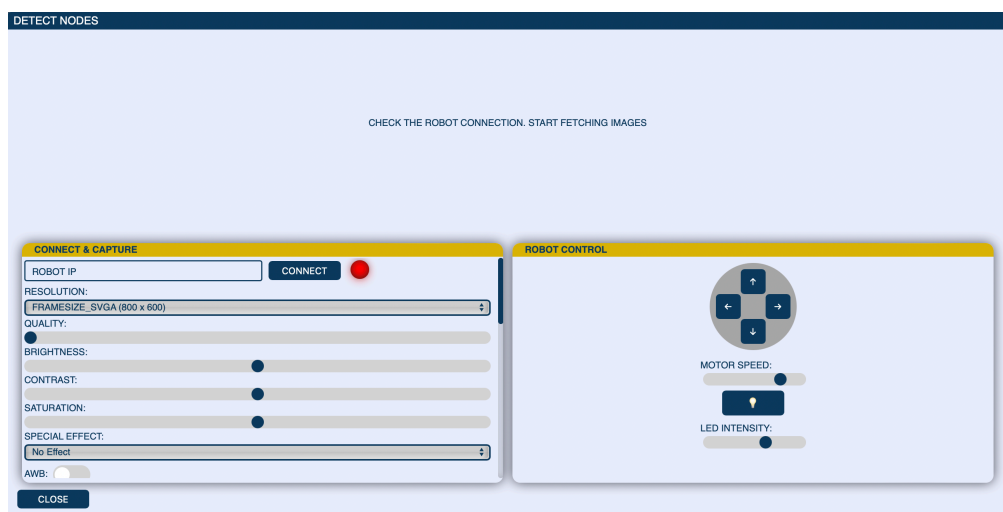 DETECT NODES
CHECK THE ROBOT CONNECTION. START FETCHING IMAGES
CONNECT & CAPTURE
ROBOT IP
CONNECT
RESOLUTION:
FRAMESIZE_SVGA (800 x 600)
QUALITY:
BRIGHTNESS:
CONTRAST:
SATURATION:
SPECIAL EFFECT:
No Effect
AWB:
ROBOT CONTROL
↑
← →
↓
MOTOR SPEED:
LED INTENSITY:
CLOSE